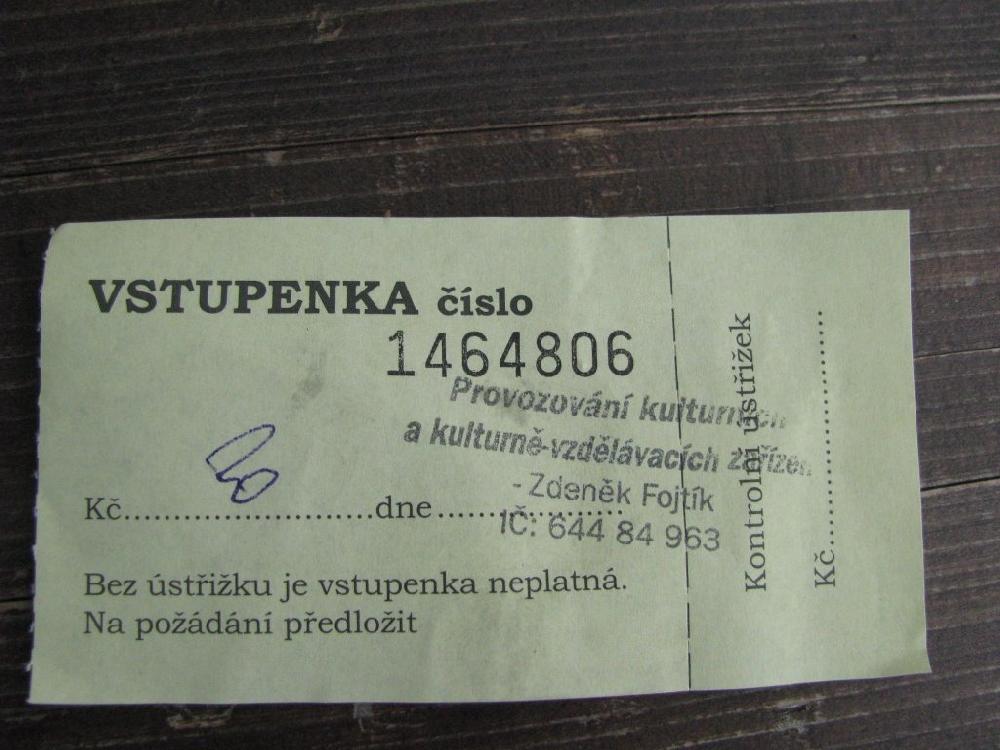 VSTUPENKA číslo
1464806
Provozování kulturních
a kulturně-vzdělávacích zařízen
- Zdeněk Fojtík
IČ: 644 84 963
Kč........................dne........................
Bez ústřižku je vstupenka neplatná.
Na požádání předložit
Kontrolní ústřižek
Kč........................